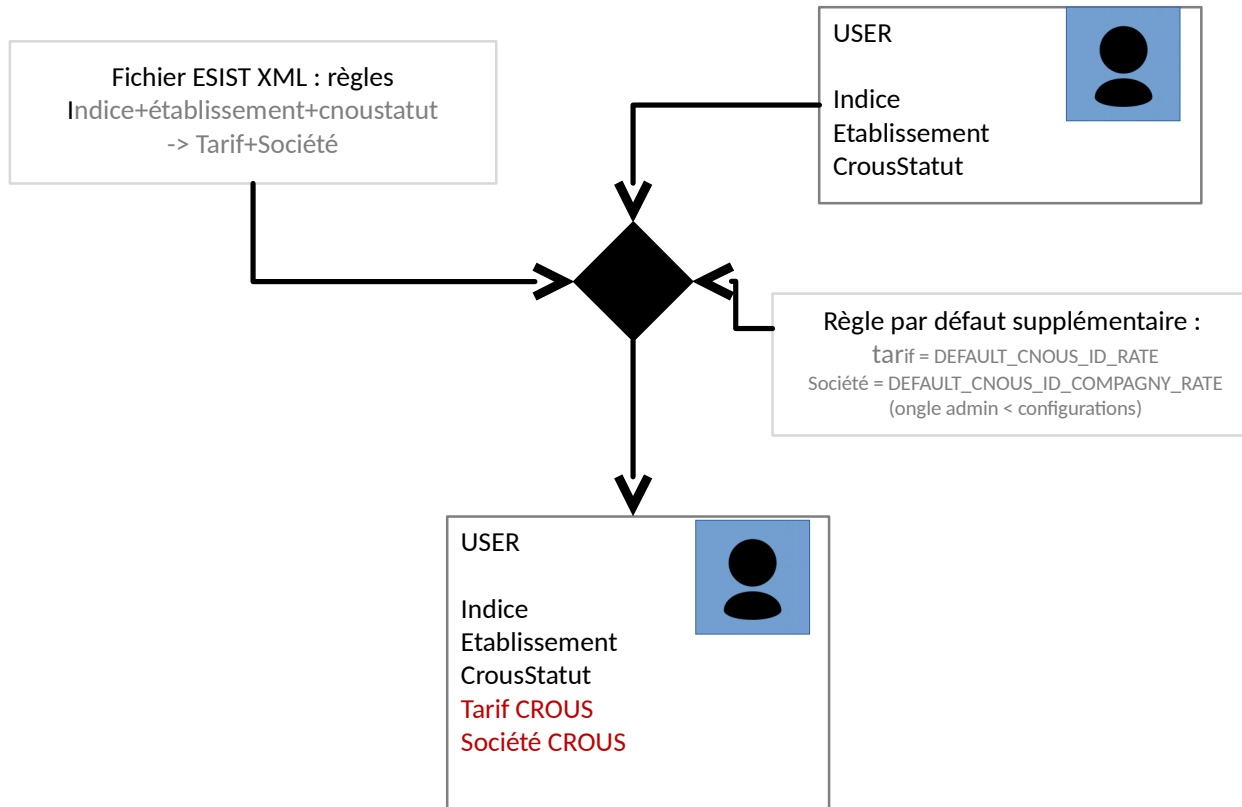 Fichier ESIST XML : règles
Indice+établissement+cnoustatut
-> Tarif+Société
USER
Indice
Etablissement
CrousStatut
Règle par défaut supplémentaire :
tarif = DEFAULT_CNOUS_ID_RATE
Société = DEFAULT_CNOUS_ID_COMPAGNY_RATE
(ongle admin < configurations)
USER
Indice
Etablissement
CrousStatut
Tarif CROUS
Société CROUS